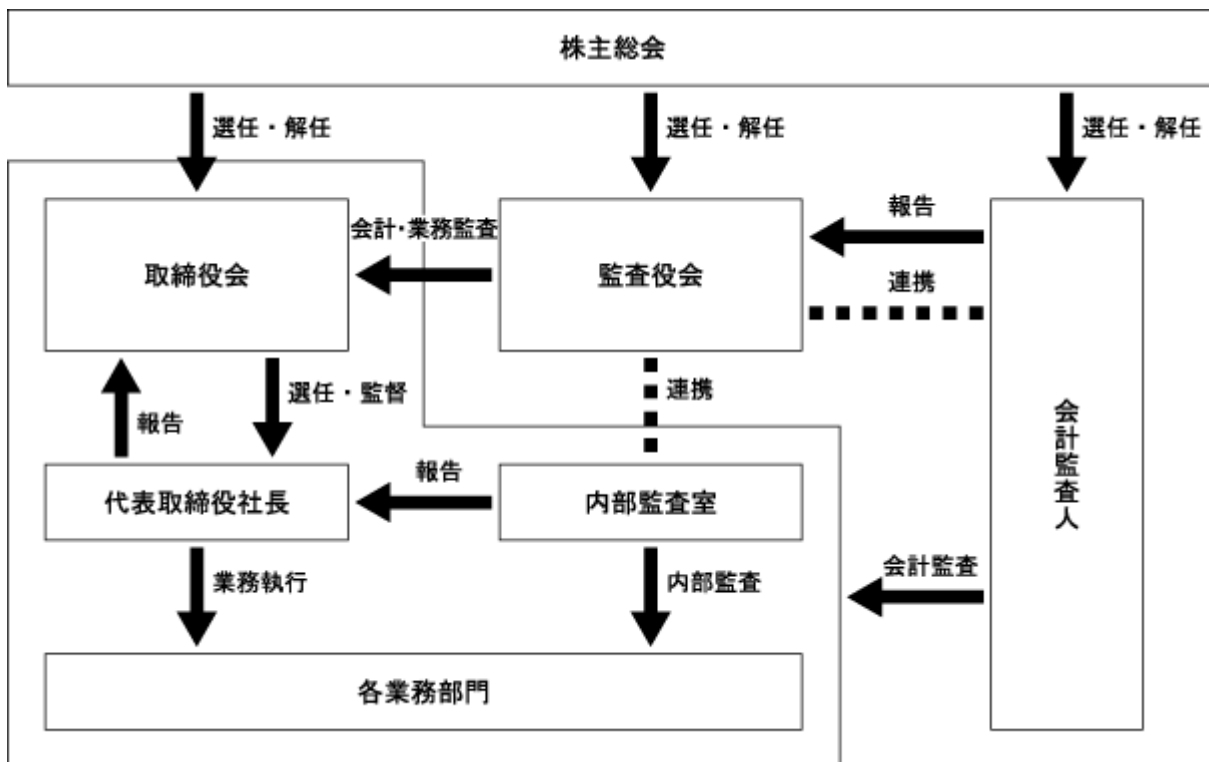 株主総会
選任・解任
選任・解任
選任・解任
取締役会
会計・業務監査
監査役会
報告
連携
報告
選任・監督
連携
会計監査人
代表取締役社長
報告
内部監査室
業務執行
内部監査
会計監査
各業務部門